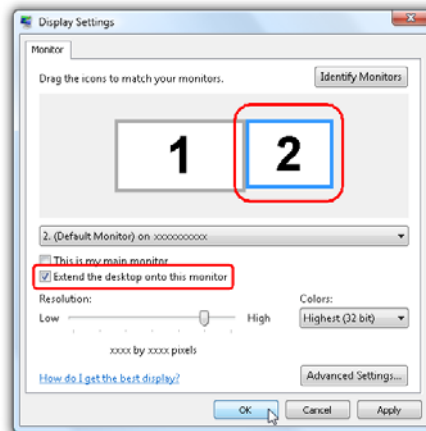 Display Settings
Monitor
Drag the icons to match your monitors.
Identify Monitors
1
2
2. (Default Monitor) on xxxxxxxxxx
This is my main monitor
Extend the desktop onto this monitor
Resolution:
Colors:
Low
High
Highest (32 bit)
xxxx by xxxx pixels
How do I get the best display?
Advanced Settings...
OK
Cancel
Apply